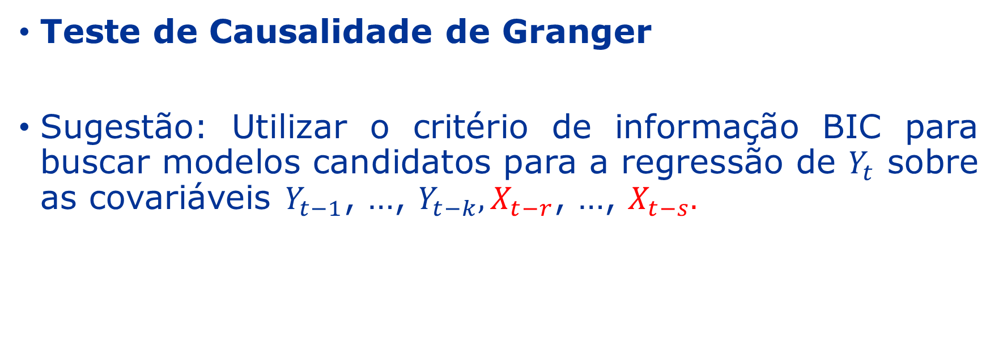 • Teste de Causalidade de Granger
• Sugestão: Utilizar o critério de informação BIC para
buscar modelos candidatos para a regressão de Y_t sobre
as covariáveis Y_{t−1}, …, Y_{t−k}, X_{t−r}, …, X_{t−s}.